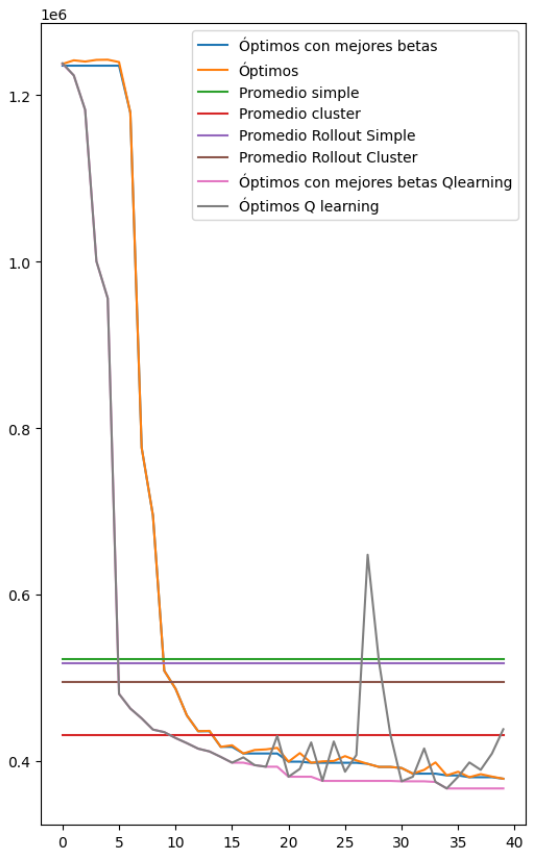 1e6
Óptimos con mejores betas
Óptimos
Promedio simple
Promedio cluster
Promedio Rollout Simple
Promedio Rollout Cluster
Óptimos con mejores betas Qlearning
Óptimos Q learning
1.2
1.0
0.8
0.6
0.4
0 5 10 15 20 25 30 35 40